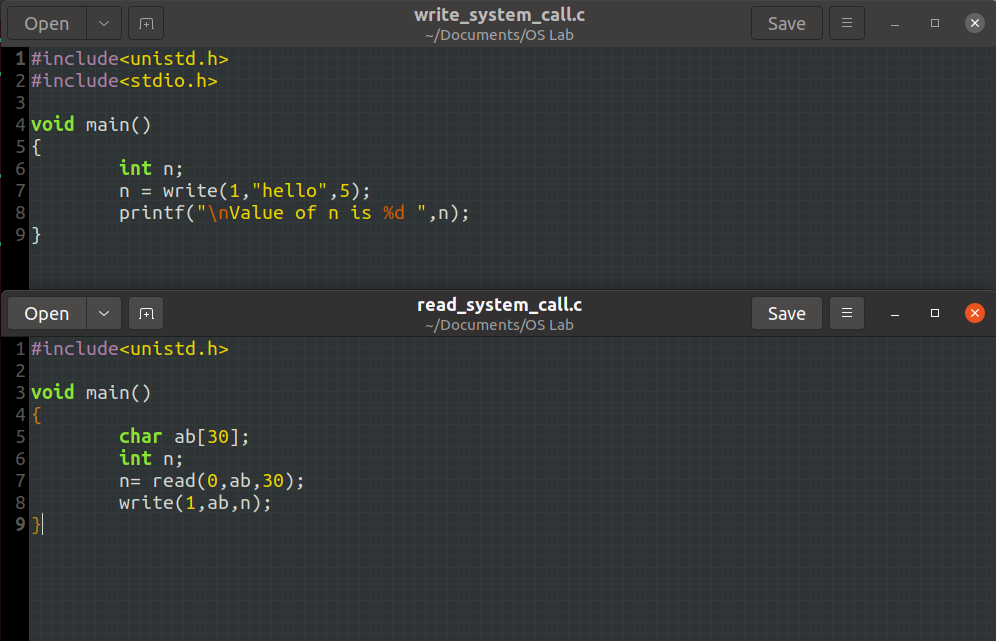 Open
write_system_call.c
~/Documents/OS Lab
Save
1 #include<unistd.h>
2 #include<stdio.h>
3
4 void main()
5 {
6         int n;
7         n = write(1,"hello",5);
8         printf("\nValue of n is %d ",n);
9 }
Open
read_system_call.c
~/Documents/OS Lab
Save
1 #include<unistd.h>
2
3 void main()
4 {
5         char ab[30];
6         int n;
7         n= read(0,ab,30);
8         write(1,ab,n);
9 }